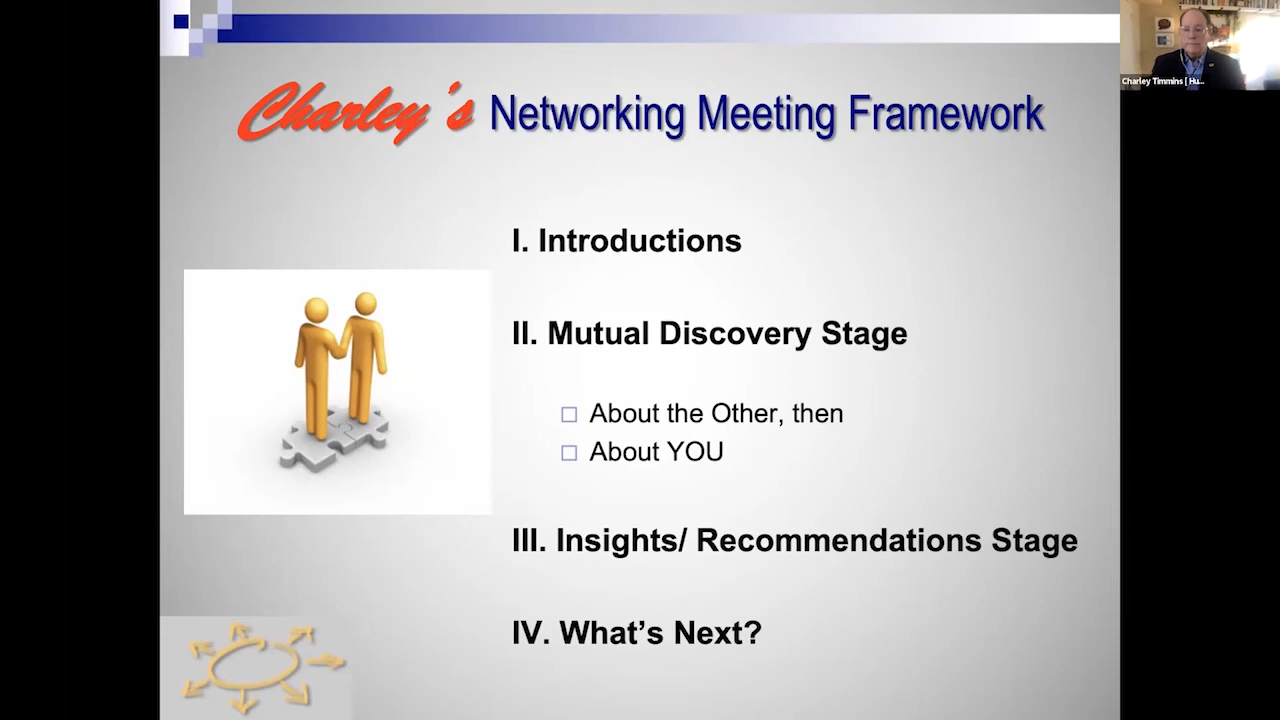 Charley's Networking Meeting Framework
Charley Timmins [ Hu...
I. Introductions
II. Mutual Discovery Stage
About the Other, then
About YOU
III. Insights/ Recommendations Stage
IV. What's Next?